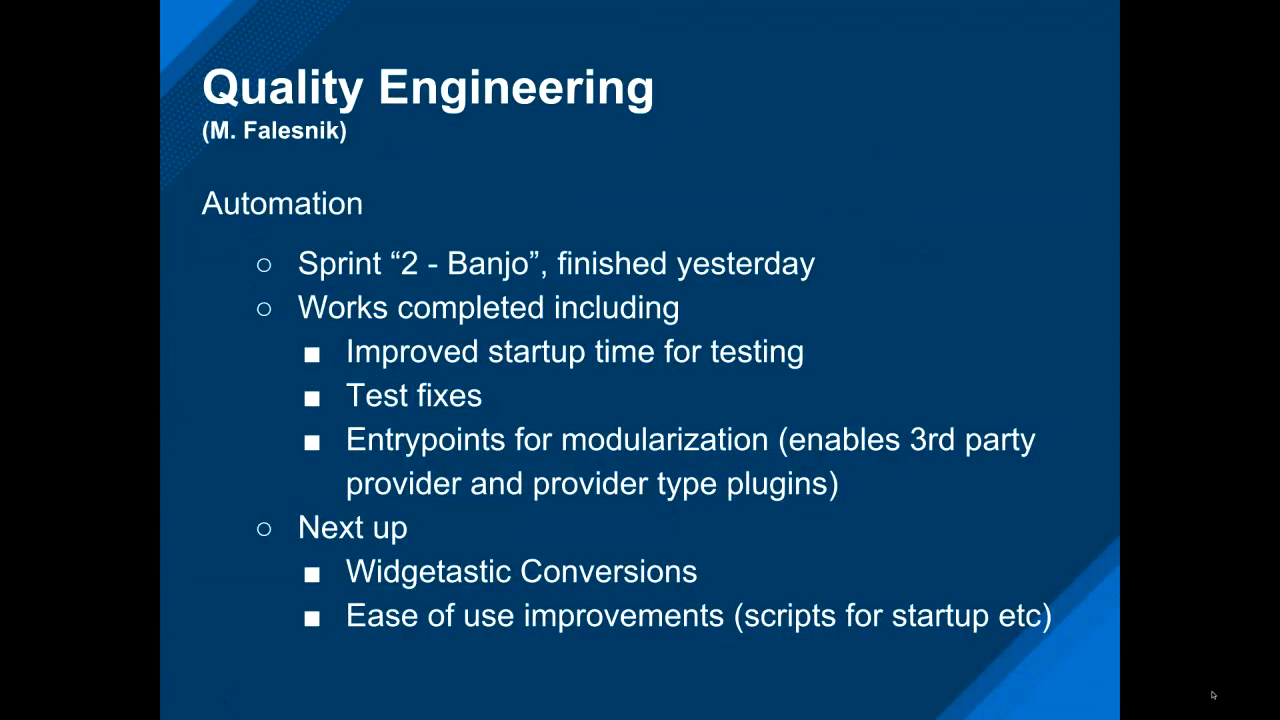 Quality Engineering
(M. Falesnik)
Automation
○ Sprint “2 - Banjo”, finished yesterday
○ Works completed including
■ Improved startup time for testing
■ Test fixes
■ Entrypoints for modularization (enables 3rd party
provider and provider type plugins)
○ Next up
■ Widgetastic Conversions
■ Ease of use improvements (scripts for startup etc)